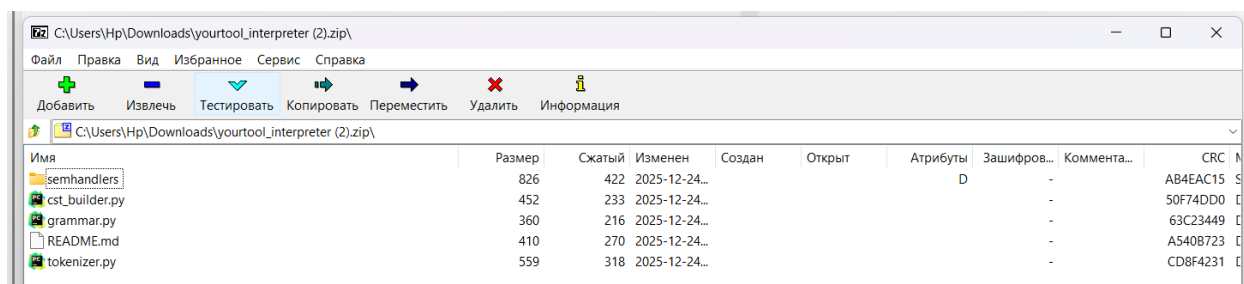 C:\Users\Hp\Downloads\yourtool_interpreter (2).zip\
Файл Правка Вид Избранное Сервис Справка
Добавить Извлечь Тестировать Копировать Переместить Удалить Информация
C:\Users\Hp\Downloads\yourtool_interpreter (2).zip\
Имя Размер Сжатый Изменен Создан Открыт Атрибуты Зашифров... Коммента... CRC
semhandlers 826 422 2025-12-24... D - AB4EAC15
cst_builder.py 452 233 2025-12-24... - 50F74DD0
grammar.py 360 216 2025-12-24... - 63C23449
README.md 410 270 2025-12-24... - A540B723
tokenizer.py 559 318 2025-12-24... - CD8F4231